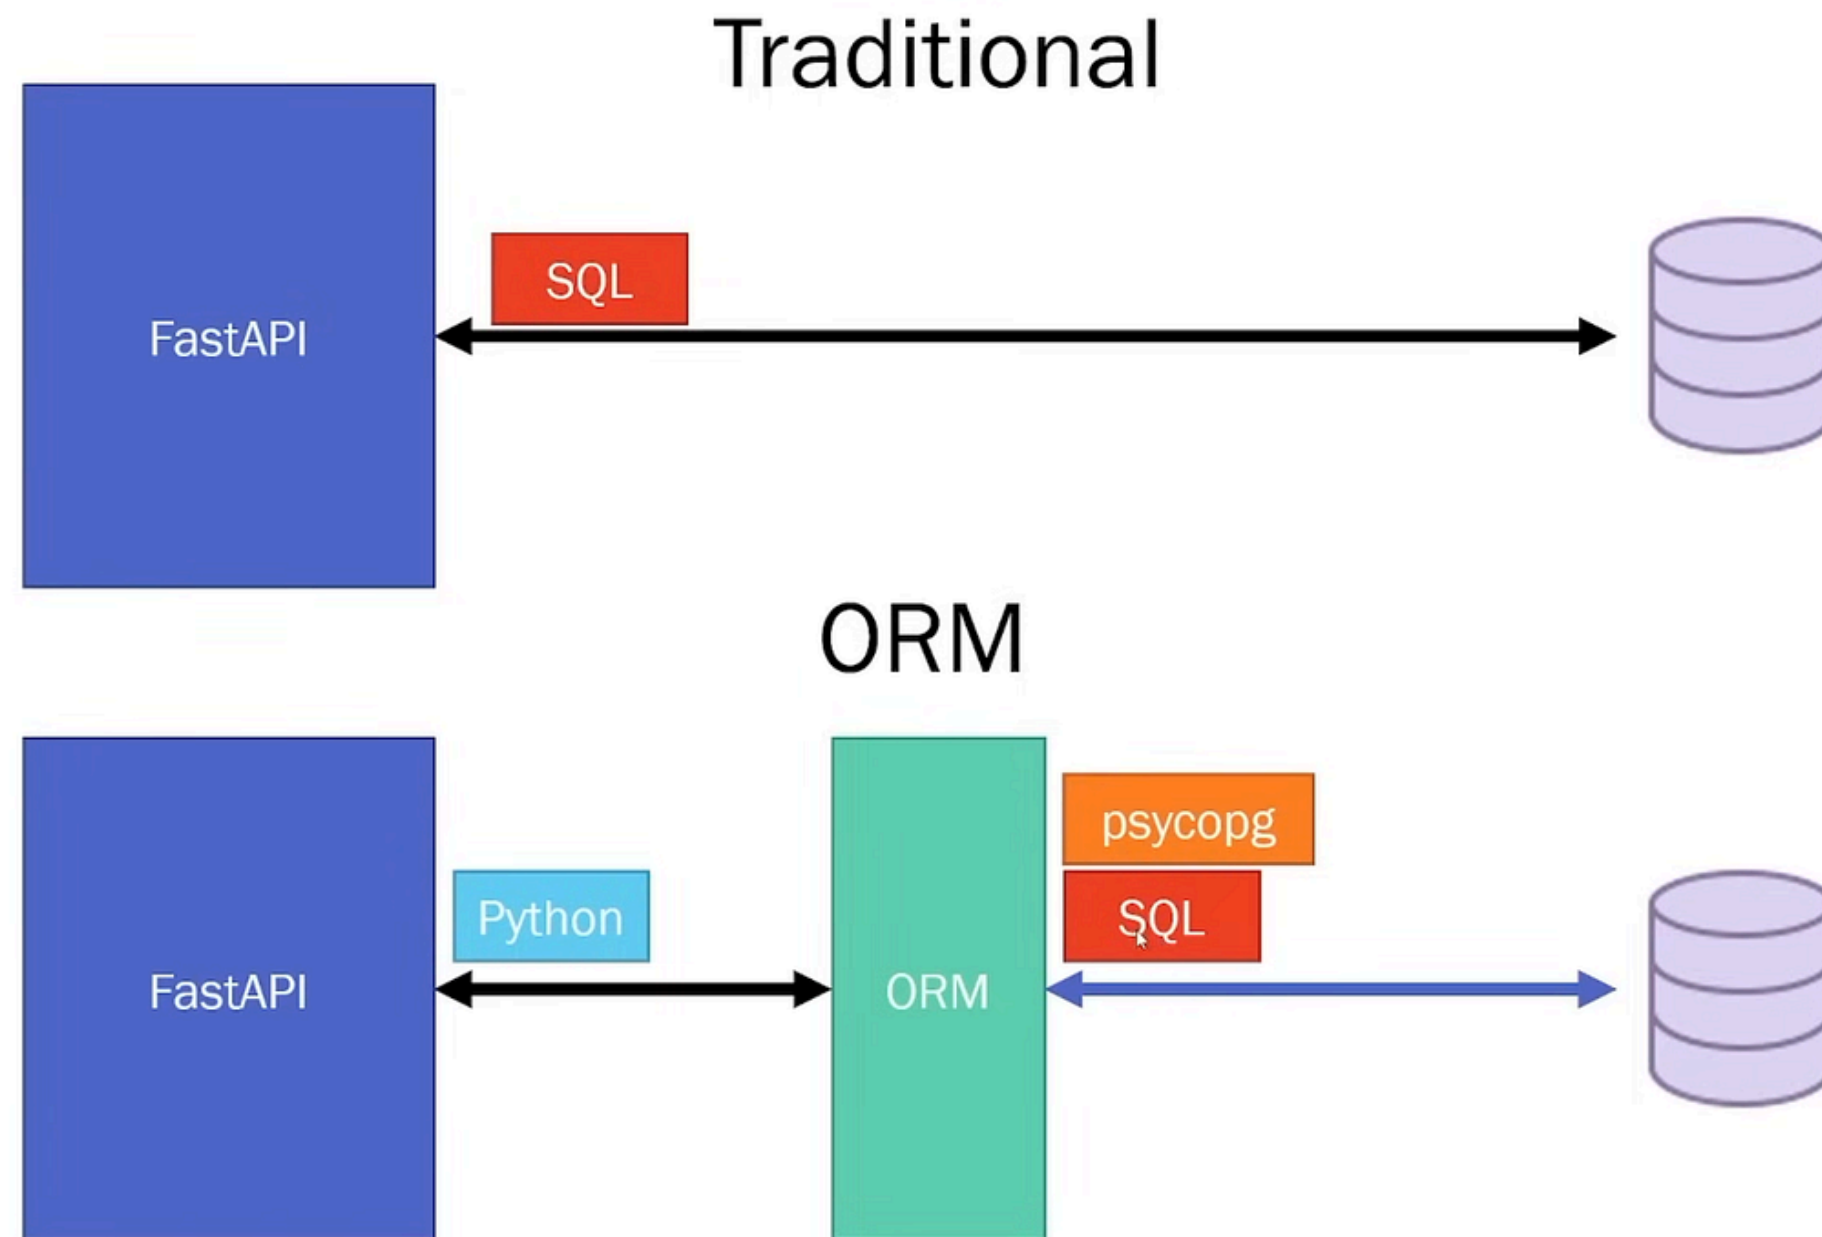 Traditional
SQL
FastAPI
ORM
psycopg
Python
SQL
FastAPI
ORM